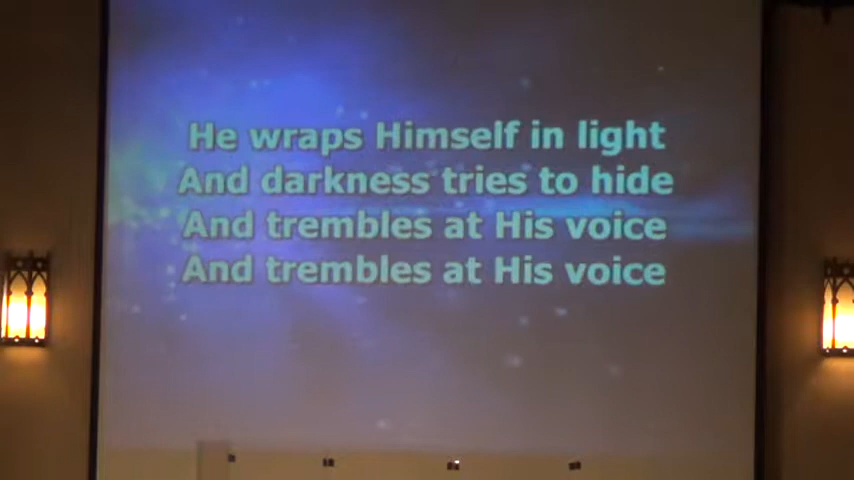 He wraps Himself in light
And darkness tries to hide
And trembles at His voice
And trembles at His voice